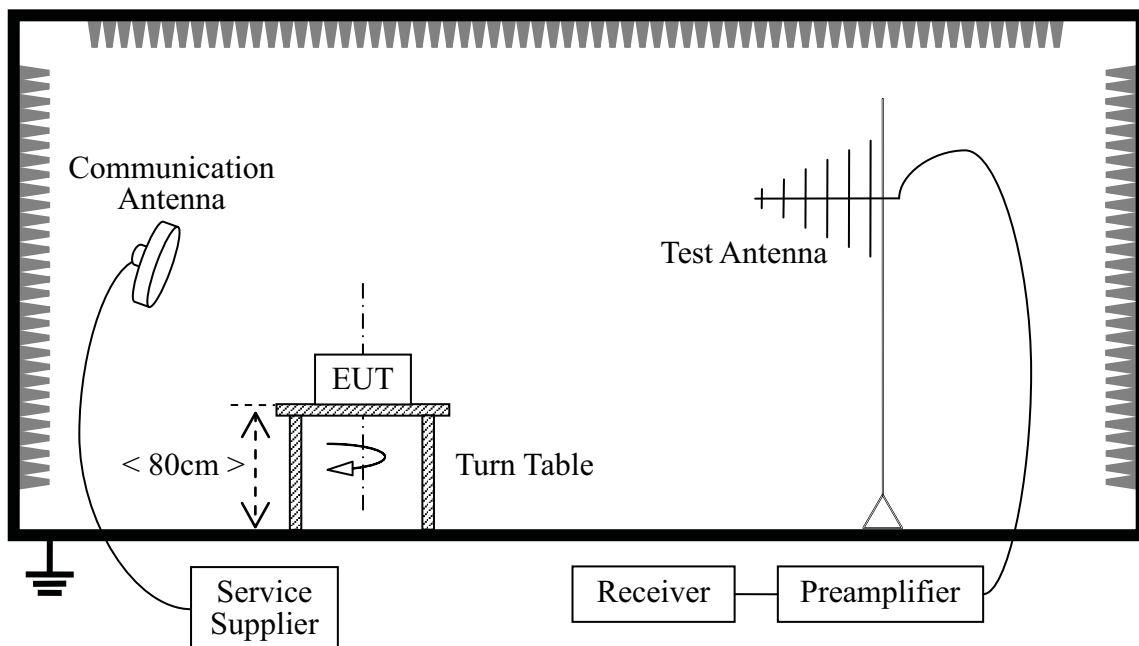 Communication
Antenna
Test Antenna
EUT
< 80cm >
Turn Table
Service
Supplier
Receiver
Preamplifier